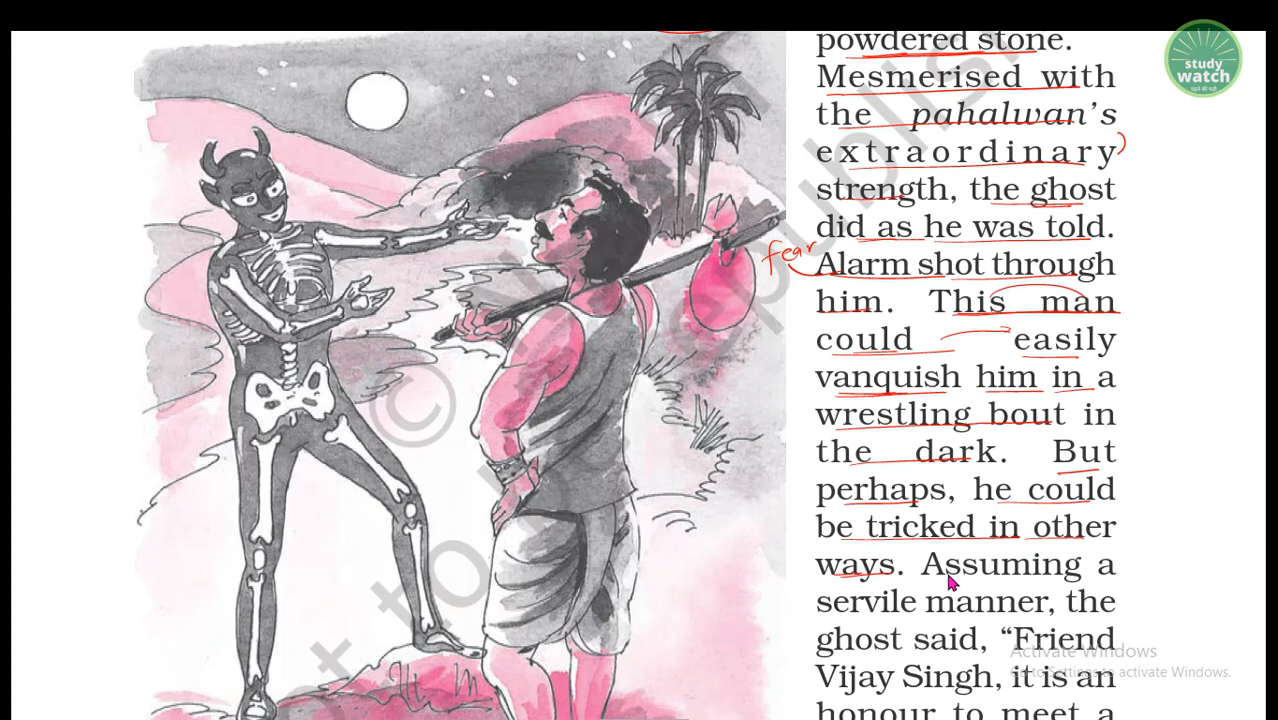 powdered stone.
Mesmerised with
the pahalwan's
extraordinary
strength, the ghost
did as he was told.
fear
Alarm shot through
him. This man
could easily
vanquish him in a
wrestling bout in
the dark. But
perhaps, he could
be tricked in other
ways. Assuming a
servile manner, the
ghost said, “Friend
Vijay Singh, it is an
honour to meet a
study
watch
Activate Windows
Go to Settings to activate Windows.